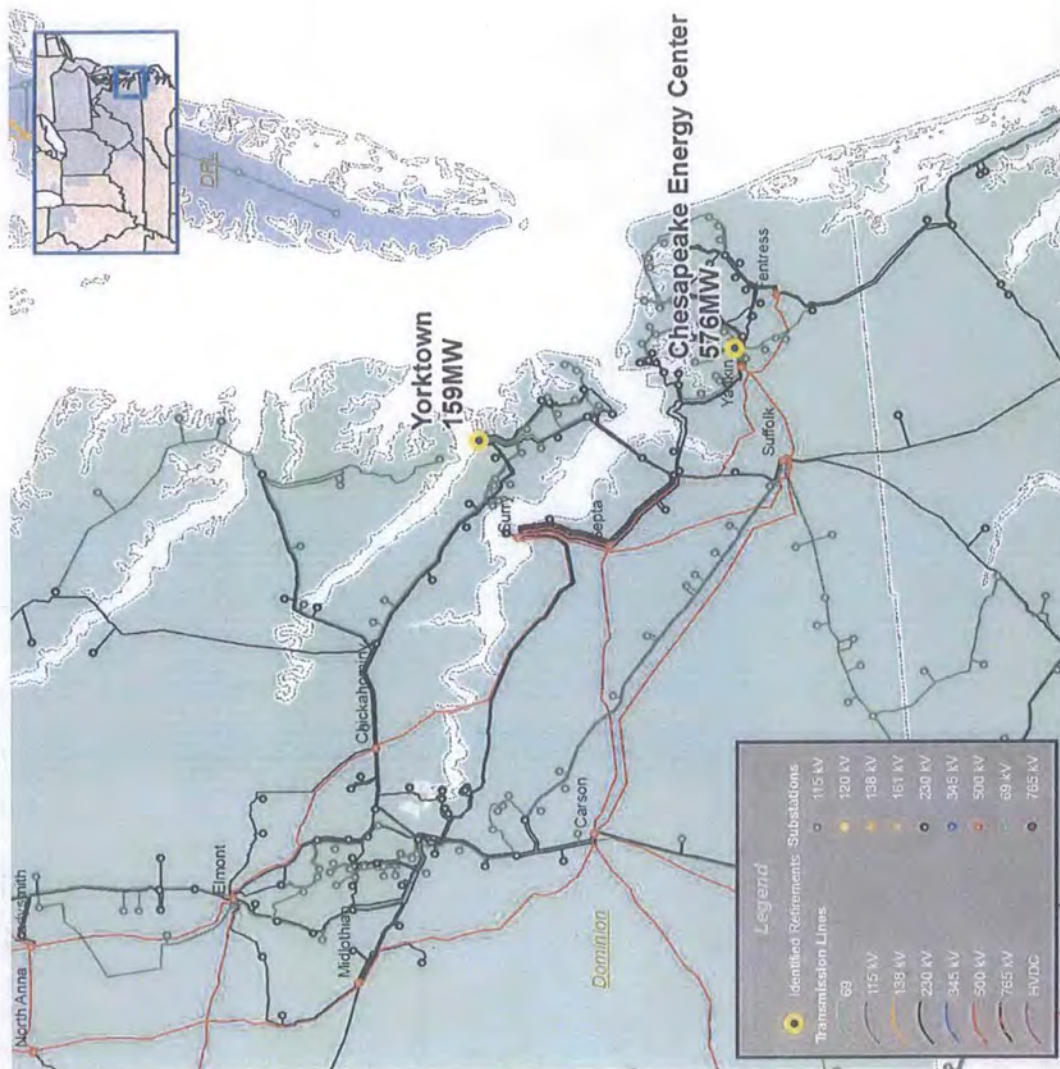 DPL
Yorktown
159MW
Chesapeake Energy Center
576MW
Fentress
Yadkin
Suffolk
Surry
Septa
Chickahominy
Carson
Elmont
Ladysmith
North Anna
Midlothian
Dominion
Legend
Identified Retirements
Transmission Lines
69
115 kV
138 kV
230 kV
345 kV
500 kV
765 kV
HVDC
Substations
115 kV
120 kV
138 kV
161 kV
230 kV
345 kV
500 kV
69 kV
765 kV